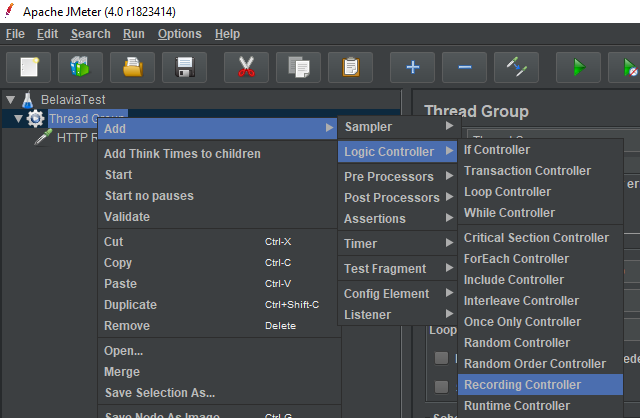 Apache JMeter (4.0 r1823414)
File Edit Search Run Options Help
BelaviaTest
Thread Group
HTTP R
Thread Group
Add
Add Think Times to children
Start
Start no pauses
Validate
Cut Ctrl-X
Copy Ctrl-C
Paste Ctrl-V
Duplicate Ctrl+Shift-C
Remove Delete
Open...
Merge
Save Selection As...
Save Node As Image Ctrl-G
Sampler
Logic Controller
Pre Processors
Post Processors
Assertions
Timer
Test Fragment
Config Element
Listener
If Controller
Transaction Controller
Loop Controller
While Controller
Critical Section Controller
ForEach Controller
Include Controller
Interleave Controller
Once Only Controller
Random Controller
Random Order Controller
Recording Controller
Runtime Controller
Loop